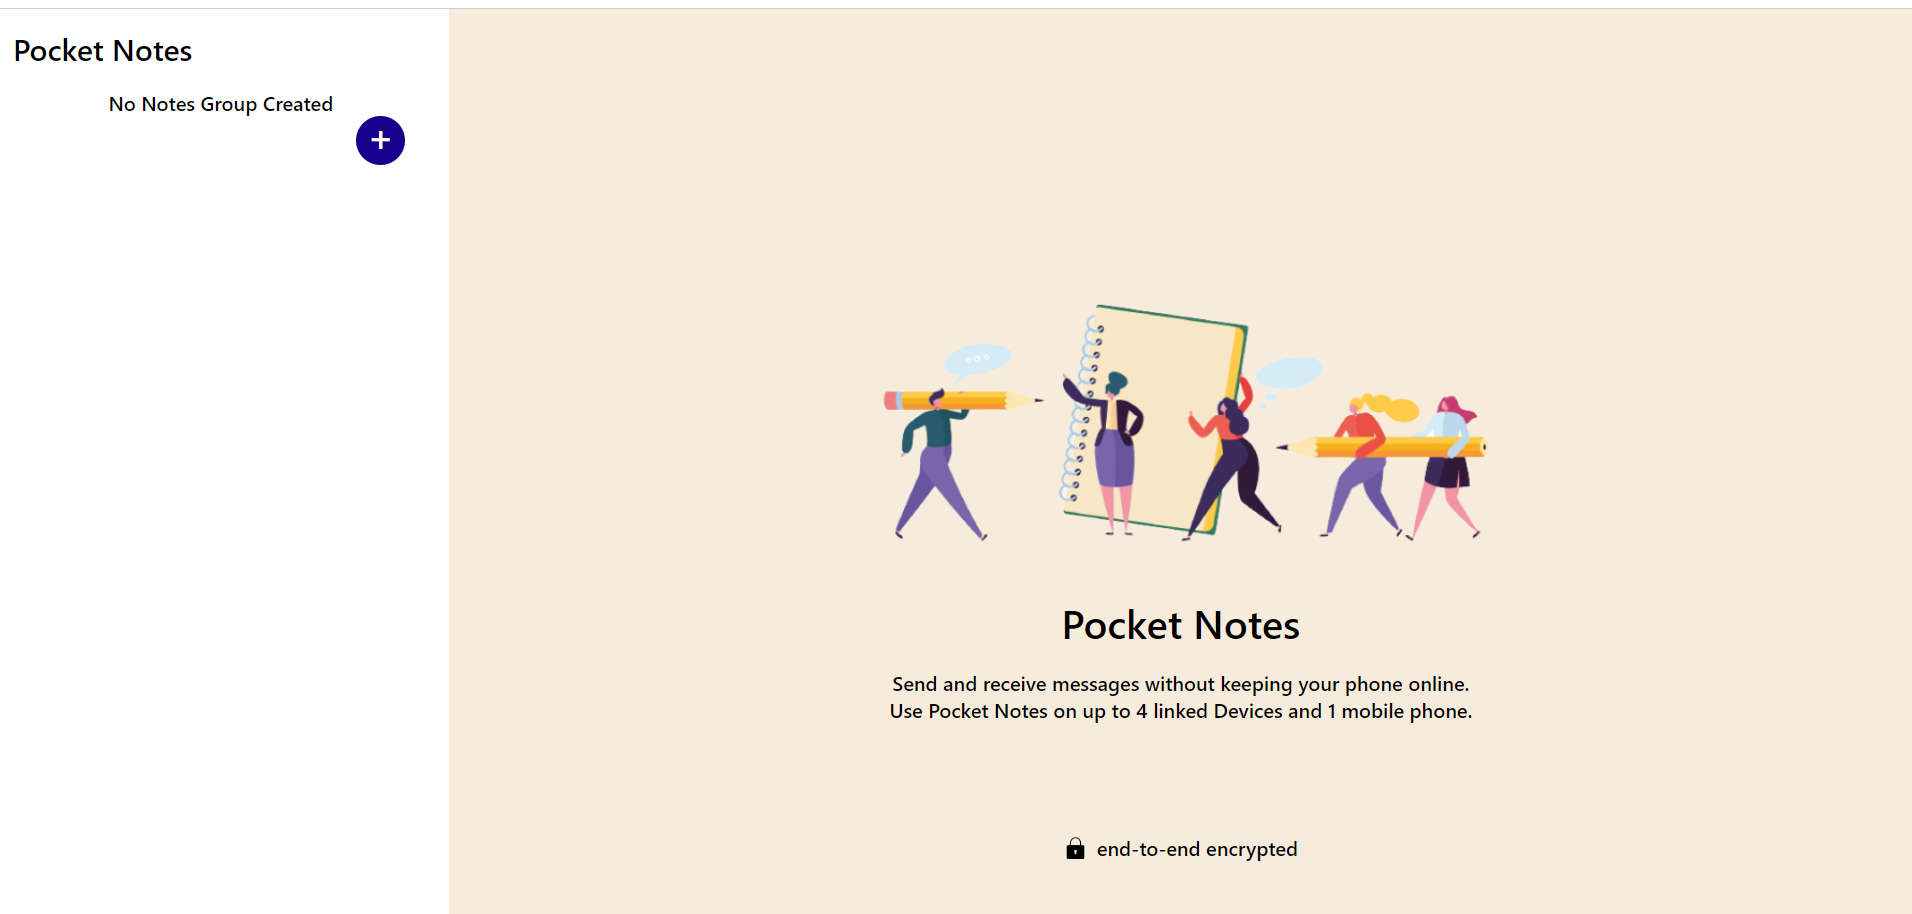 Pocket Notes
No Notes Group Created
+
Pocket Notes
Send and receive messages without keeping your phone online.
Use Pocket Notes on up to 4 linked Devices and 1 mobile phone.
end-to-end encrypted